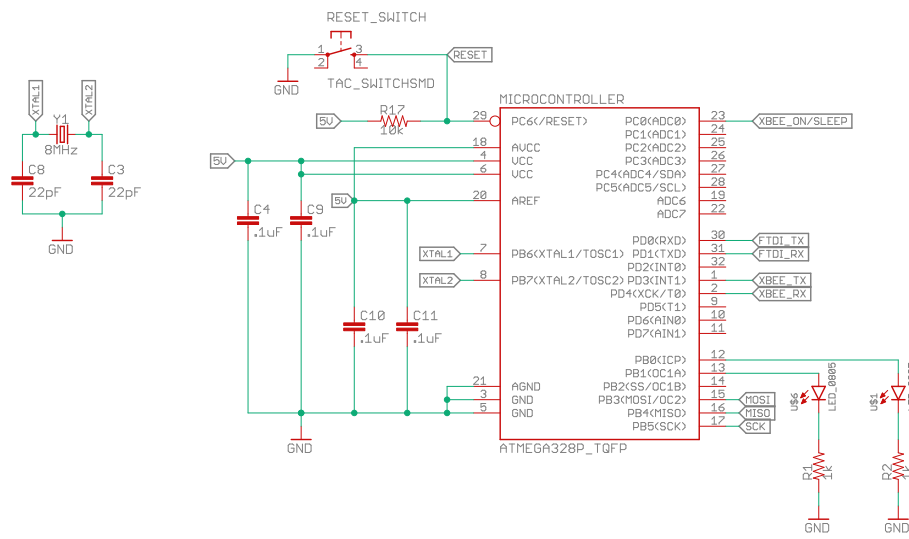 RESET_SWITCH
1 3
2 4
RESET
TAC_SWITCHSMD
GND
XTAL1
XTAL2
Y1
8MHz
C8
22pF
C3
22pF
GND
5V
R17
10k
5V
C4
.1uF
C9
.1uF
5V
C10
.1uF
C11
.1uF
GND
XTAL1
XTAL2
MICROCONTROLLER
29 PC6(/RESET)
18 AVCC
4 VCC
6 VCC
20 AREF
7 PB6(XTAL1/TOSC1)
8 PB7(XTAL2/TOSC2)
21 AGND
3 GND
5 GND
PC0(ADC0) 23 XBEE_ON/SLEEP
PC1(ADC1) 24
PC2(ADC2) 25
PC3(ADC3) 26
PC4(ADC4/SDA) 27
PC5(ADC5/SCL) 28
ADC6 19
ADC7 22
PD0(RXD) 30 FTDI_TX
PD1(TXD) 31 FTDI_RX
PD2(INT0) 32
PD3(INT1) 1 XBEE_TX
PD4(XCK/T0) 2 XBEE_RX
PD5(T1) 9
PD6(AIN0) 10
PD7(AIN1) 11
PB0(ICP) 12
PB1(OC1A) 13
PB2(SS/OC1B) 14
PB3(MOSI/OC2) 15 MOSI
PB4(MISO) 16 MISO
PB5(SCK) 17 SCK
ATMEGA328P_TQFP
U$6
LED_0805
R1
1k
GND
U$1
R2
GND